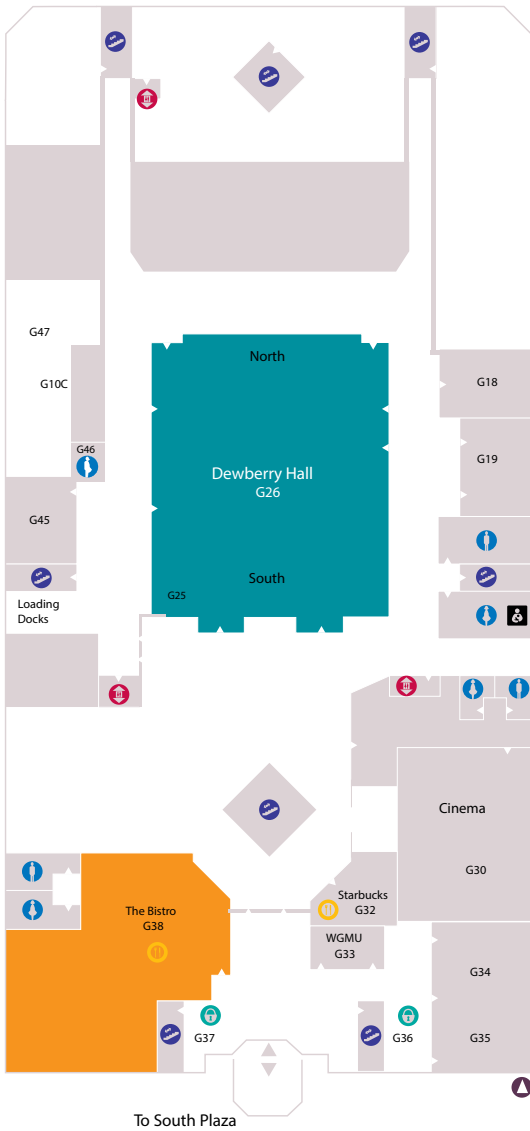 G47
North
G10C
G18
G46
G19
Dewberry Hall
G26
G45
South
G25
Loading
Docks
Cinema
G30
Starbucks
G32
The Bistro
G38
WGMU
G33
G34
G37
G36
G35
To South Plaza